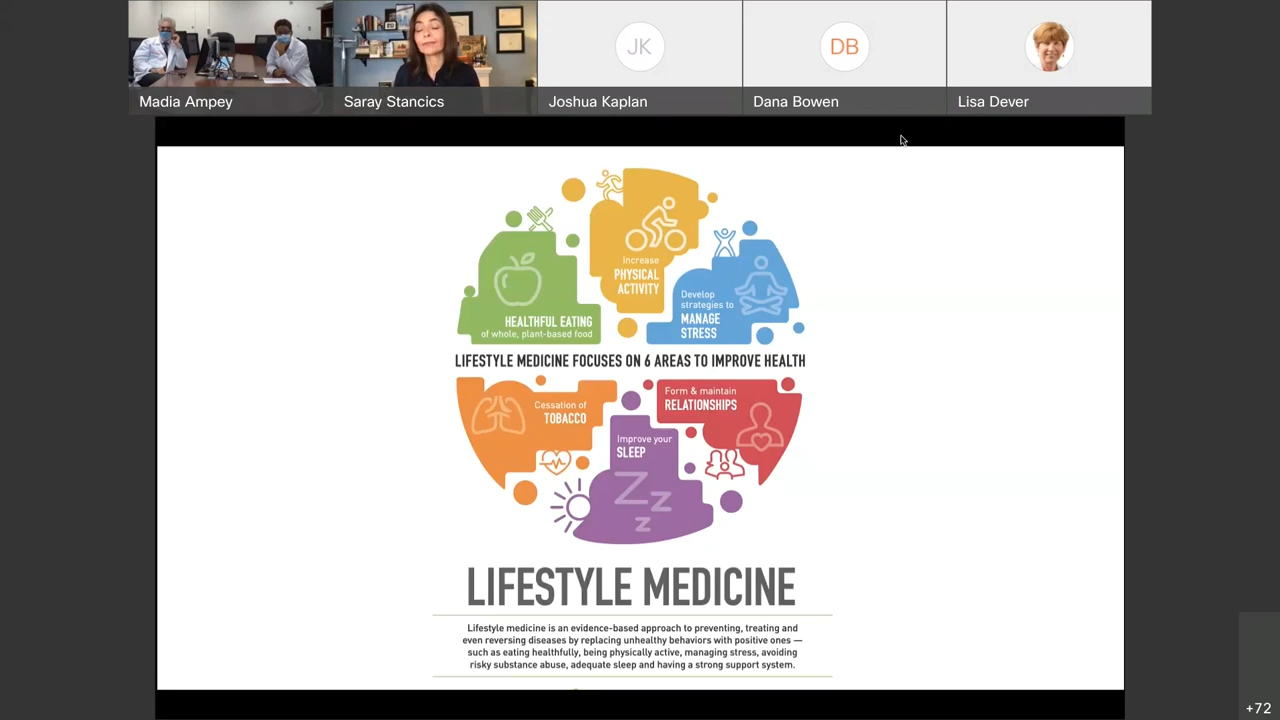 Madia Ampey
Saray Stancics
JK
Joshua Kaplan
DB
Dana Bowen
Lisa Dever
Increase
PHYSICAL
ACTIVITY
HEALTHFUL EATING
of whole, plant-based food
Develop
strategies to
MANAGE
STRESS
LIFESTYLE MEDICINE FOCUSES ON 6 AREAS TO IMPROVE HEALTH
Cessation of
TOBACCO
Improve your
SLEEP
Zz
z
Form & maintain
RELATIONSHIPS
LIFESTYLE MEDICINE
Lifestyle medicine is an evidence-based approach to preventing, treating and
even reversing diseases by replacing unhealthy behaviors with positive ones —
such as eating healthfully, being physically active, managing stress, avoiding
risky substance abuse, adequate sleep and having a strong support system.
+72